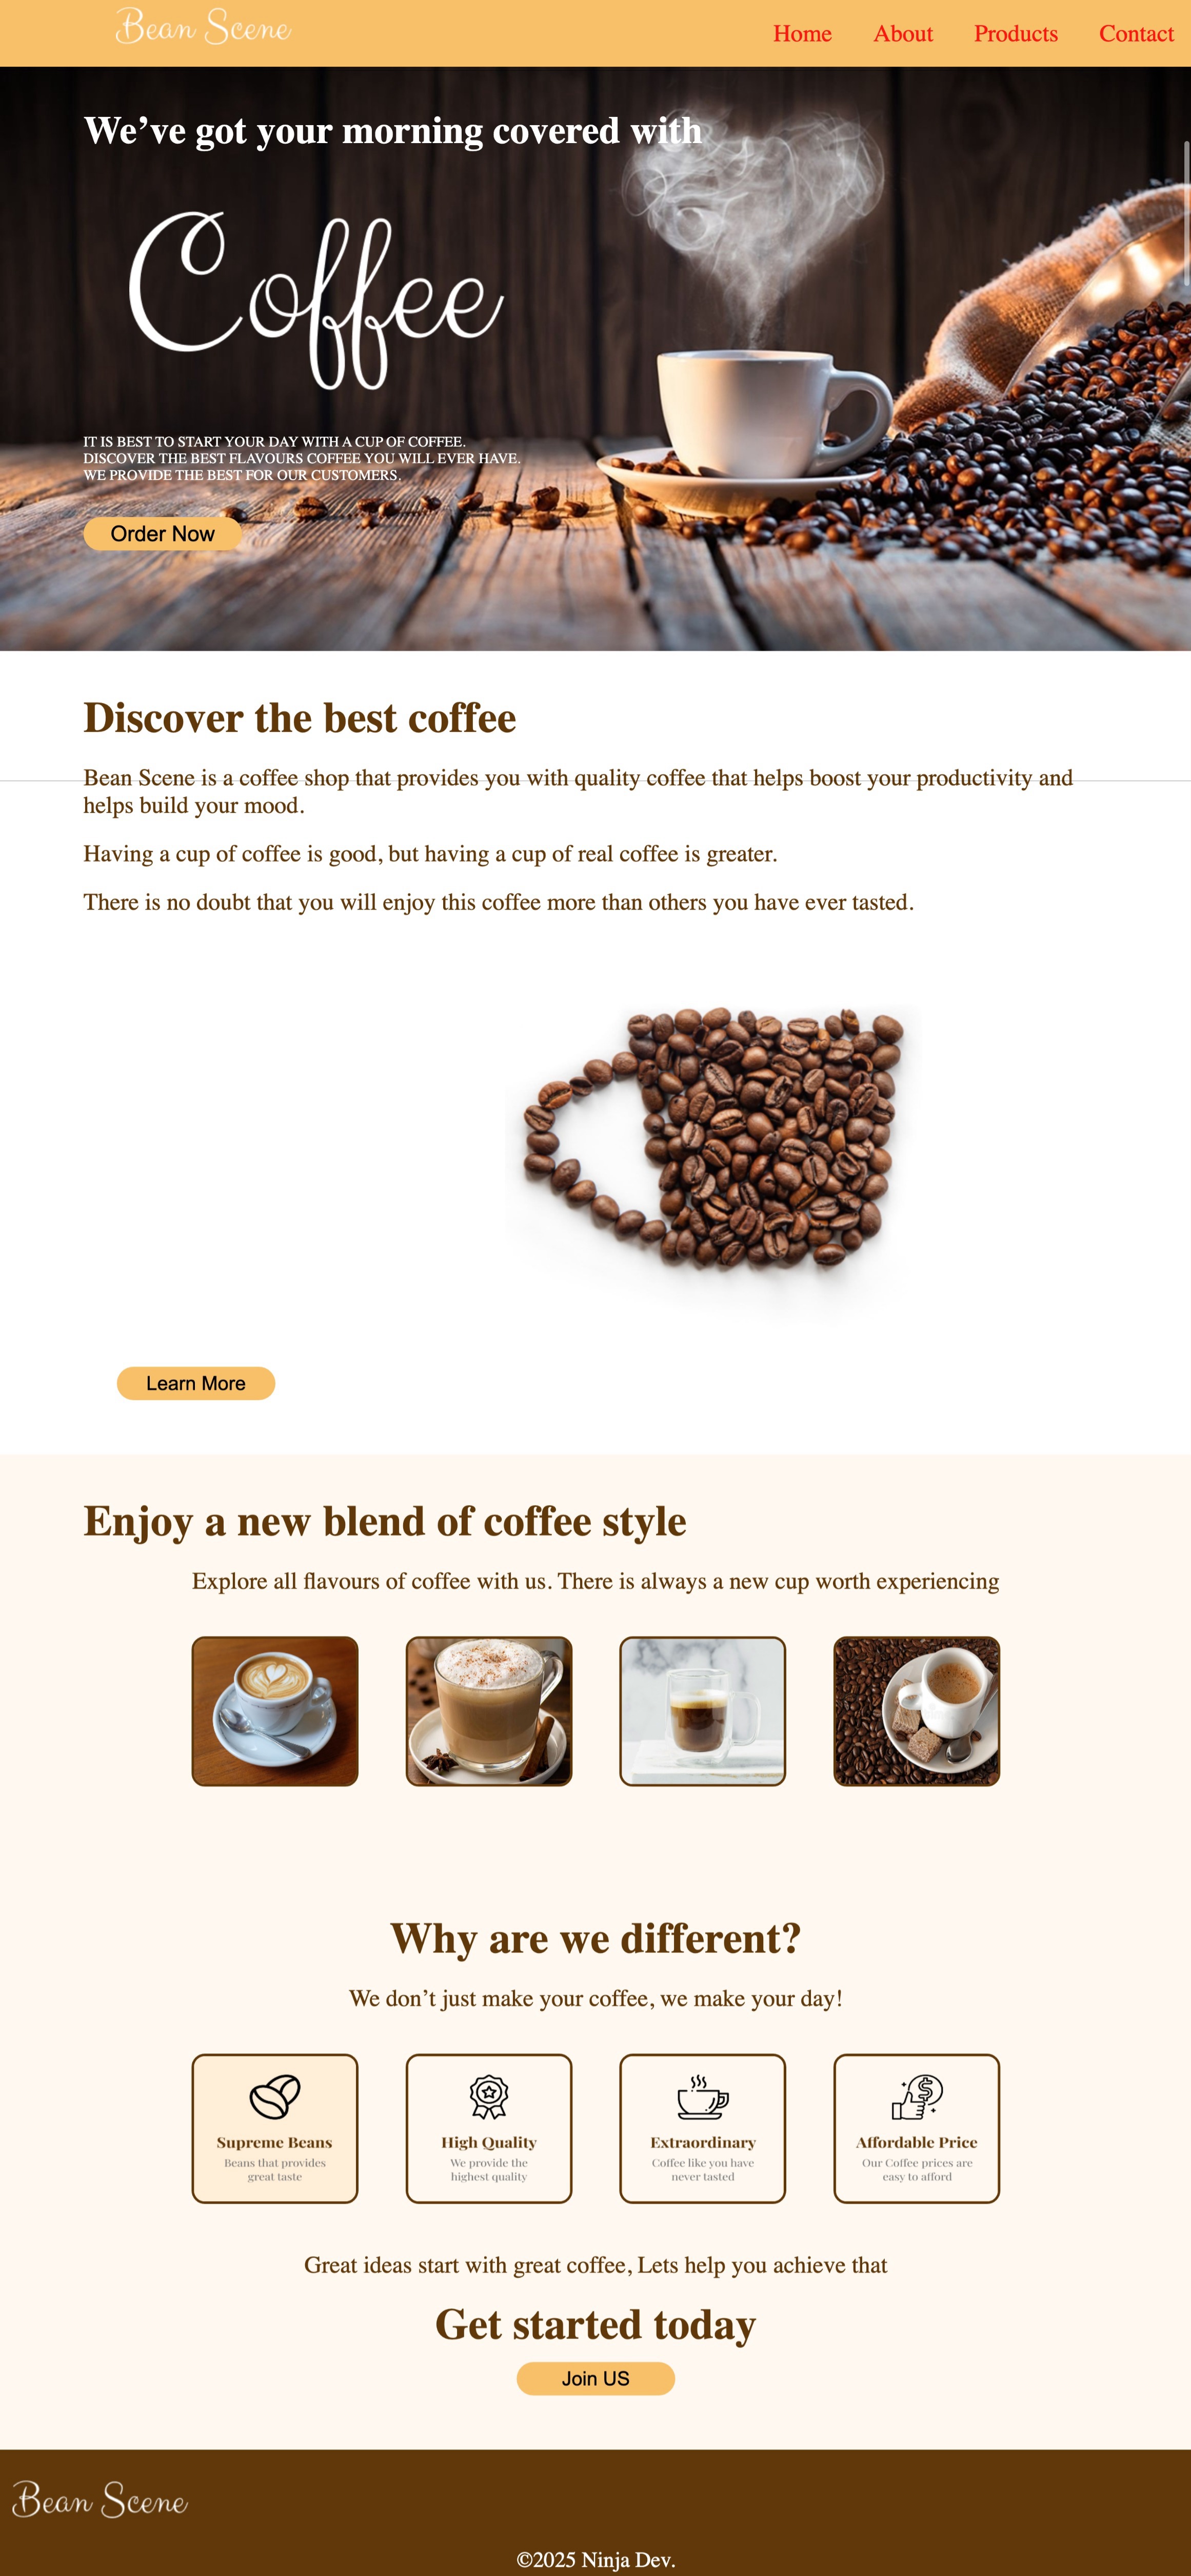 Bean Scene
Home About Products Contact
We’ve got your morning covered with
Coffee
IT IS BEST TO START YOUR DAY WITH A CUP OF COFFEE.
DISCOVER THE BEST FLAVOURS COFFEE YOU WILL EVER HAVE.
WE PROVIDE THE BEST FOR OUR CUSTOMERS.
Order Now
Discover the best coffee
Bean Scene is a coffee shop that provides you with quality coffee that helps boost your productivity and
helps build your mood.
Having a cup of coffee is good, but having a cup of real coffee is greater.
There is no doubt that you will enjoy this coffee more than others you have ever tasted.
Learn More
Enjoy a new blend of coffee style
Explore all flavours of coffee with us. There is always a new cup worth experiencing
Why are we different?
We don’t just make your coffee, we make your day!
Supreme Beans
Beans that provides
great taste
High Quality
We provide the
highest quality
Extraordinary
Coffee like you have
never tasted
Affordable Price
Our Coffee prices are
easy to afford
Great ideas start with great coffee, Lets help you achieve that
Get started today
Join US
Bean Scene
©2025 Ninja Dev.